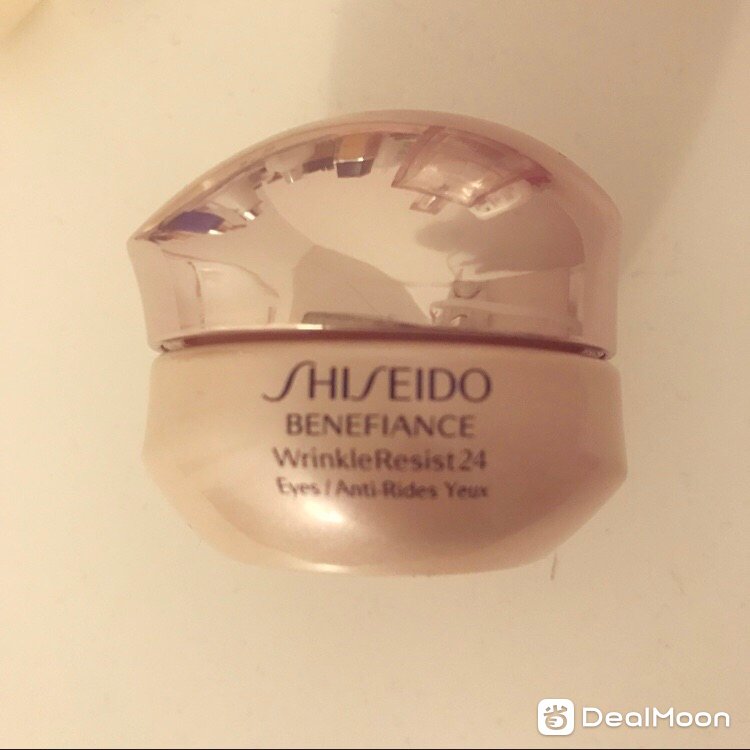 SHISEIDO
BENEFIANCE
WrinkleResist24
Eyes / Anti-Rides Yeux
DealMoon